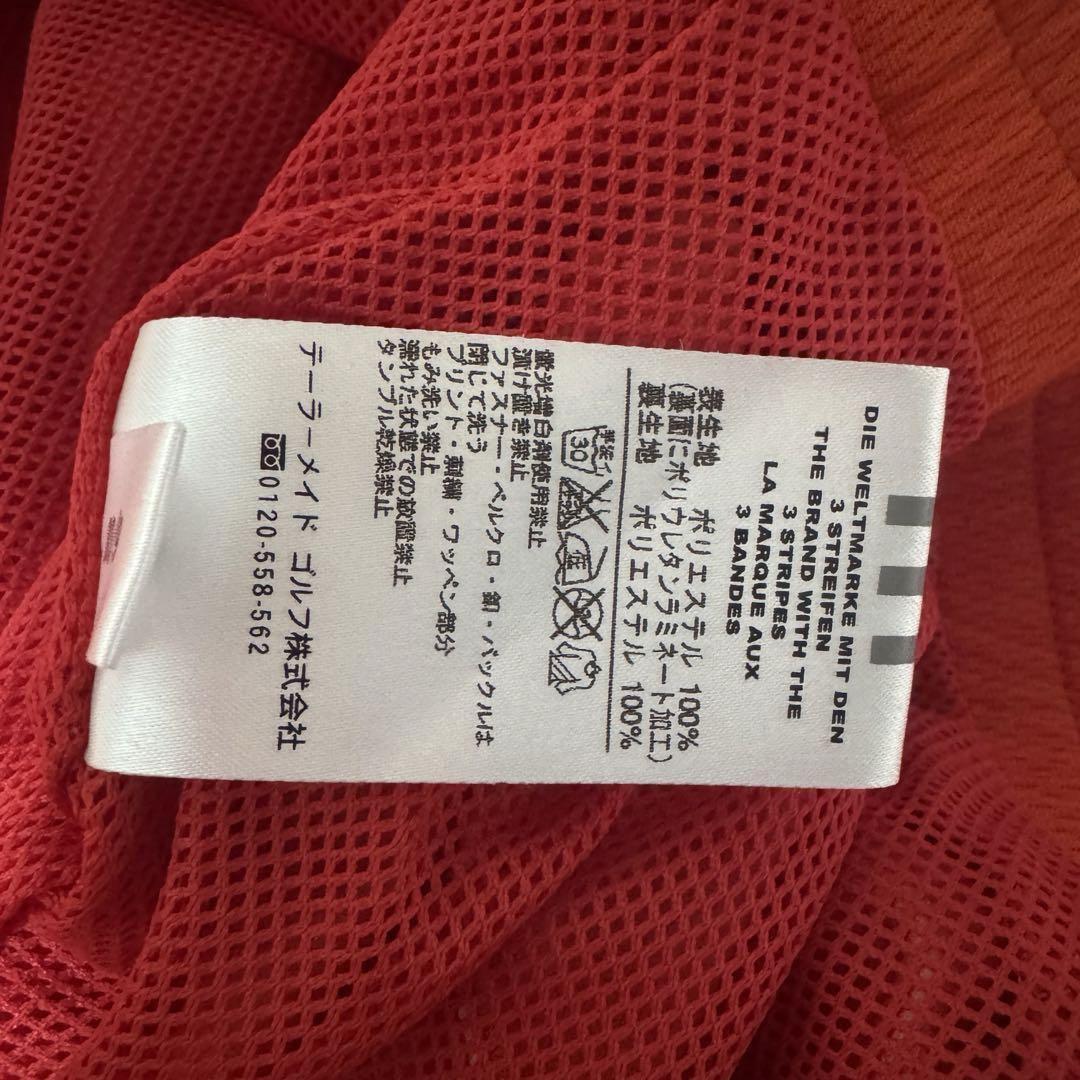 DIE WELTMARKE MIT DEN
3 STREIFEN
THE BRAND WITH THE
3 STRIPES
LA MARQUE AUX
3 BANDES
表生地 ポリエステル 100%
(裏面にポリウレタンラミネート加工)
裏生地 ポリエステル 100%
30
蛍光増白剤使用禁止
漬け置き禁止
ファスナー・ベルクロ・釦・バックルは
閉じて洗う
プリント・刺繍・ワッペン部分
もみ洗い禁止
濡れた状態での放置禁止
タンブル乾燥禁止
テーラーメイド ゴルフ株式会社
0120-558-562